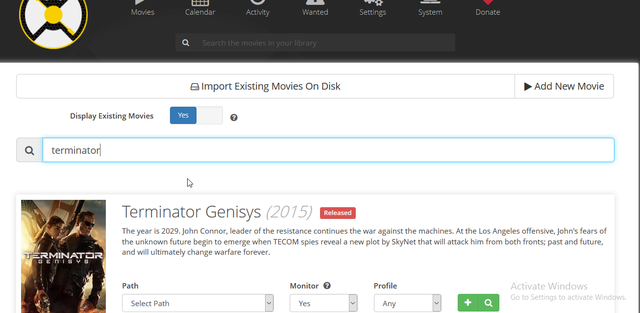 Movies Calendar Activity Wanted Settings System Donate
Search the movies in your library
Import Existing Movies On Disk
Add New Movie
Display Existing Movies Yes
terminator
Terminator Genisys (2015) Released
The year is 2029. John Connor, leader of the resistance continues the war against the machines. At the Los Angeles offensive, John's fears of
the unknown future begin to emerge when TECOM spies reveal a new plot by SkyNet that will attack him from both fronts; past and future,
and will ultimately change warfare forever.
TERMINATOR
GENISYS
Path Monitor Profile
Select Path Yes Any
Activate Windows
Go to Settings to activate Windows.